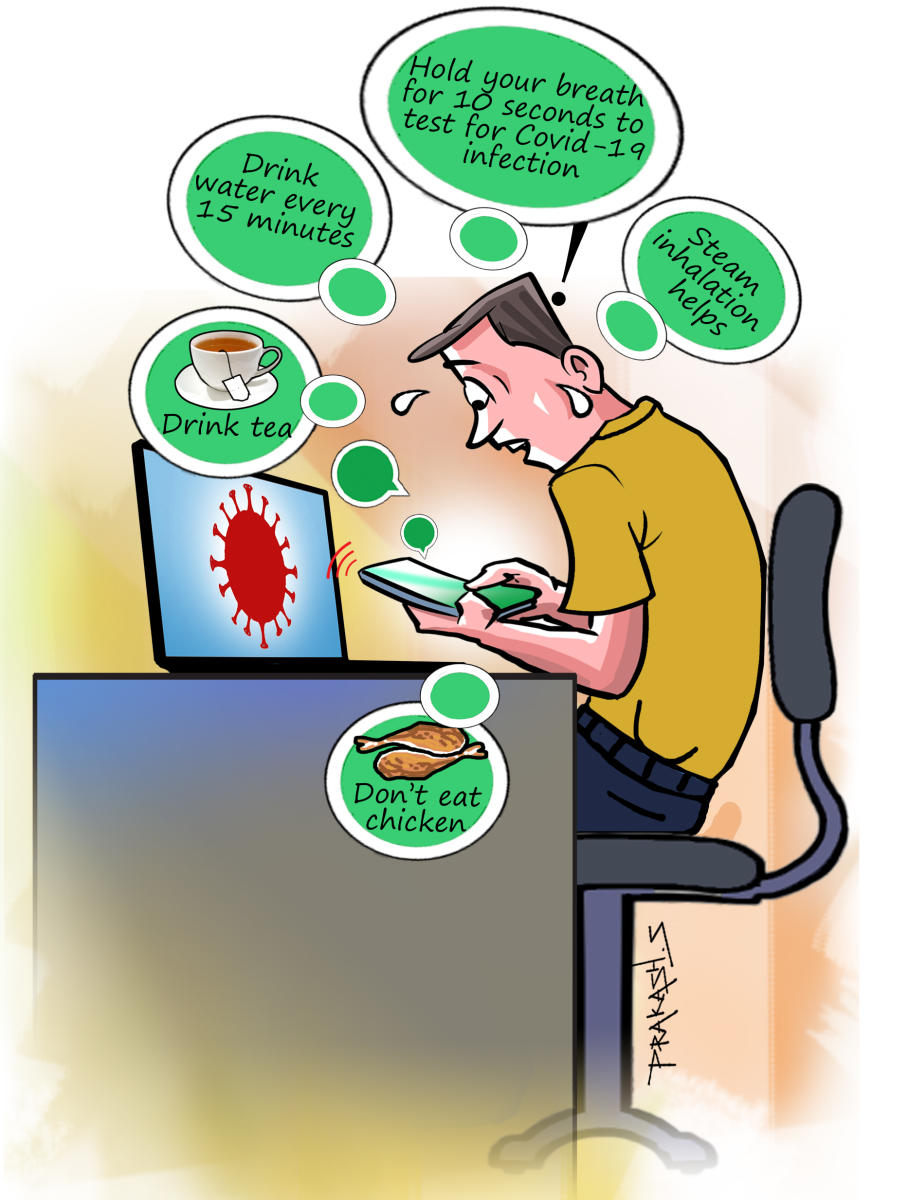 Hold your breath
for 10 seconds to
test for Covid-19
infection
Drink
water every
15 minutes
Steam
inhalation
helps
Drink tea
Don't eat
chicken
PRAKASH.S